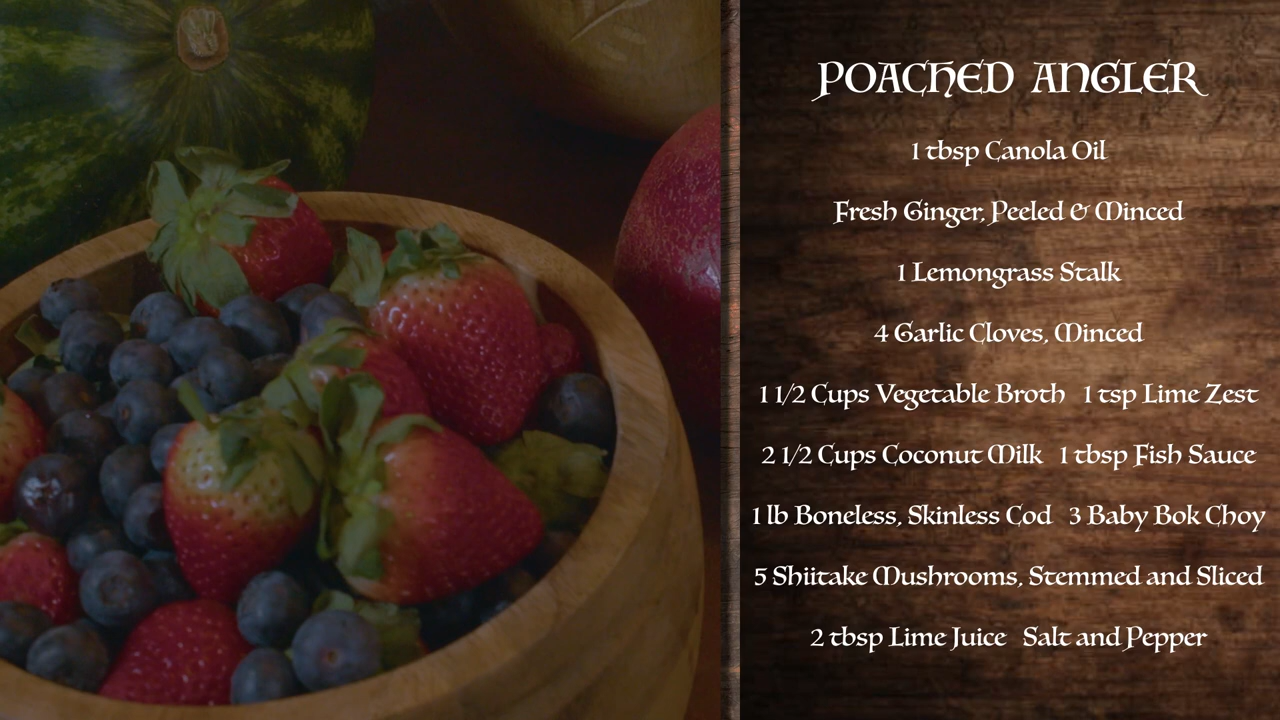 POACHED ANGLER
1 tbsp Canola Oil
Fresh Ginger, Peeled & Minced
1 Lemongrass Stalk
4 Garlic Cloves, Minced
1 1/2 Cups Vegetable Broth 1 tsp Lime Zest
2 1/2 Cups Coconut Milk 1 tbsp Fish Sauce
1 lb Boneless, Skinless Cod 3 Baby Bok Choy
5 Shiitake Mushrooms, Stemmed and Sliced
2 tbsp Lime Juice Salt and Pepper